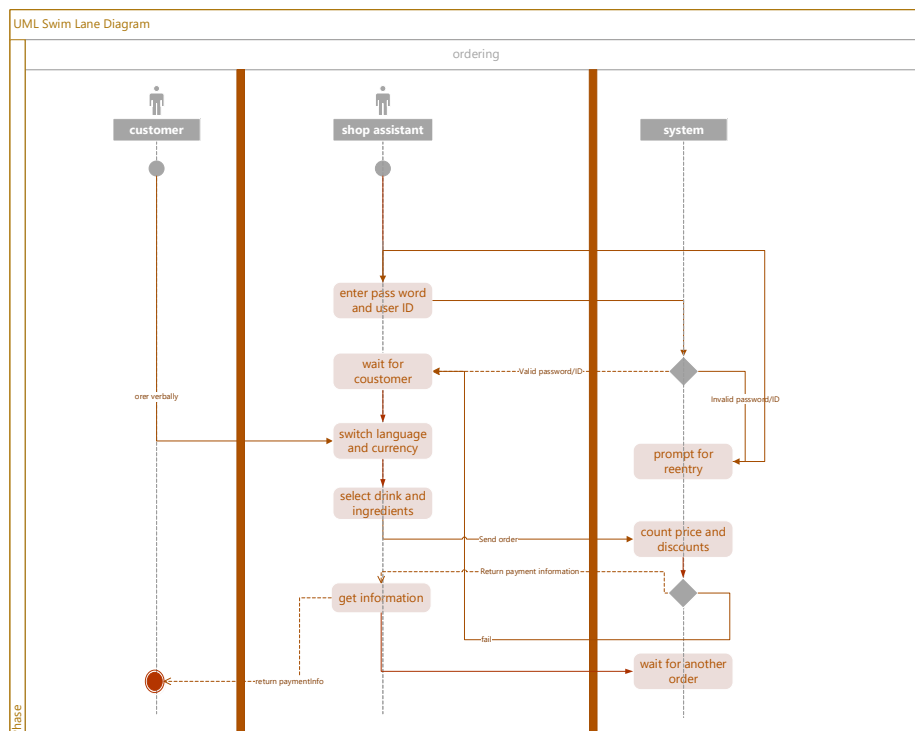 UML Swim Lane Diagram
ordering
customer
shop assistant
system
enter pass word
and user ID
wait for
coustomer
Valid password/ID
orer verbally
Invalid password/ID
switch language
and currency
prompt for
reentry
select drink and
ingredients
Send order
count price and
discounts
Return payment information
get information
fail
wait for another
order
return paymentInfo